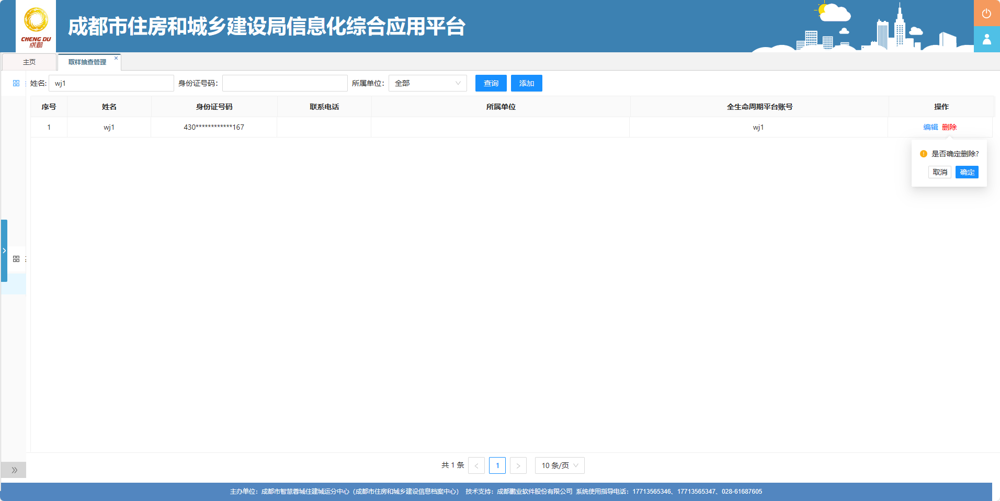 CHENG DU
成都
成都市住房和城乡建设局信息化综合应用平台
主页
取样抽查管理
姓名: wj1 身份证号码: 所属单位: 全部 查询 添加
序号 姓名 身份证号码 联系电话 所属单位 全生命周期平台账号 操作
1 wj1 430************167 wj1 编辑 删除
是否确定删除?
取消 确定
共 1 条 1 10 条/页
主办单位：成都市智慧蓉城住建城运分中心（成都市住房和城乡建设信息档案中心） 技术支持：成都鹏业软件股份有限公司 系统使用指导电话：17713565346、17713565347、028-61687605